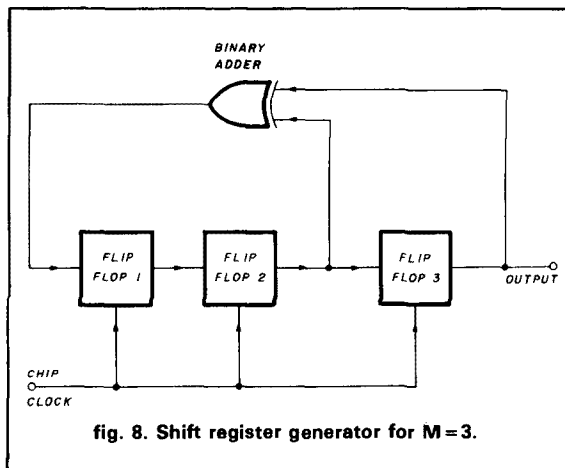 BINARY
ADDER
FLIP
FLOP 1
FLIP
FLOP 2
FLIP
FLOP 3
OUTPUT
CHIP
CLOCK
fig. 8. Shift register generator for M=3.